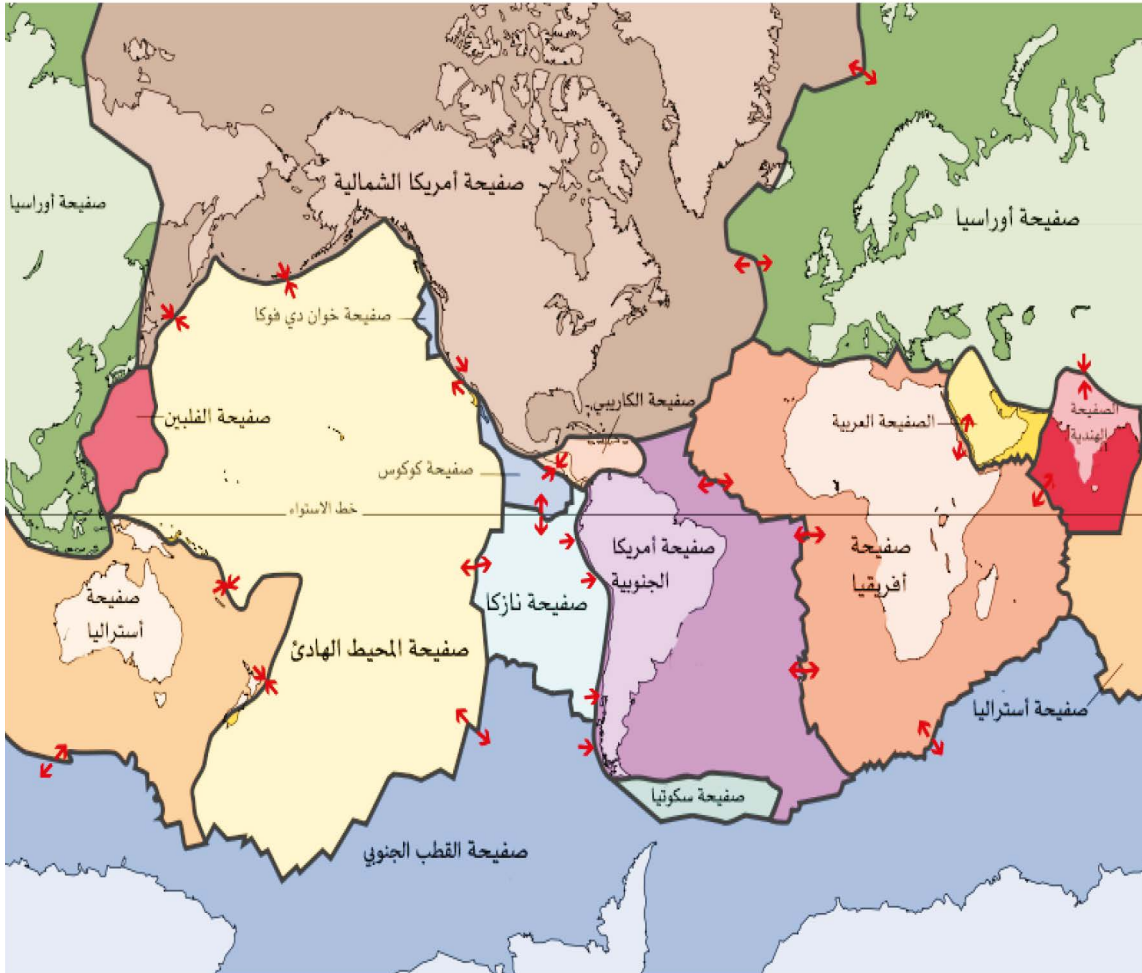 صفيحة أمريكا الشمالية
صفيحة أوراسيا
صفيحة أوراسيا
صفيحة خوان دي فوكا
صفيحة الكاريبي
الصفيحة
الهندية
صفيحة الفلبين
الصفيحة العربية
صفيحة كوكوس
خط الاستواء
صفيحة أمريكا
الجنوبية
صفيحة
أفريقيا
صفيحة
أستراليا
صفيحة نازكا
صفيحة المحيط الهادئ
صفيحة أستراليا
صفيحة سكوتيا
صفيحة القطب الجنوبي